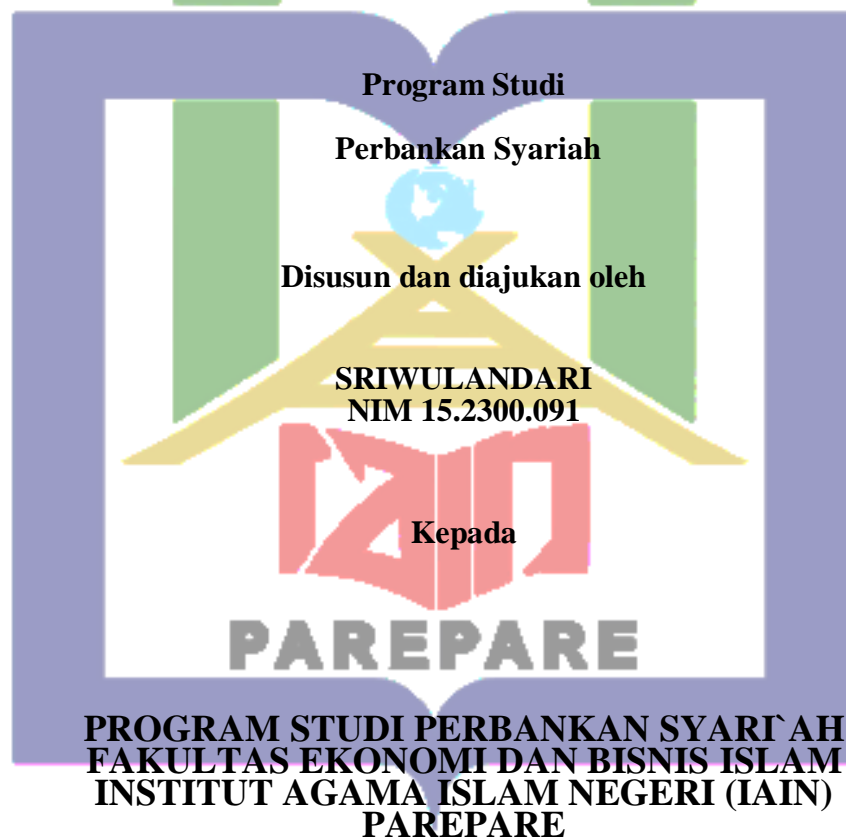 Program Studi
Perbankan Syariah
Disusun dan diajukan oleh
SRIWULANDARI
NIM 15.2300.091
IAIN
Kepada
PAREPARE
PROGRAM STUDI PERBANKAN SYARI`AH
FAKULTAS EKONOMI DAN BISNIS ISLAM
INSTITUT AGAMA ISLAM NEGERI (IAIN)
PAREPARE